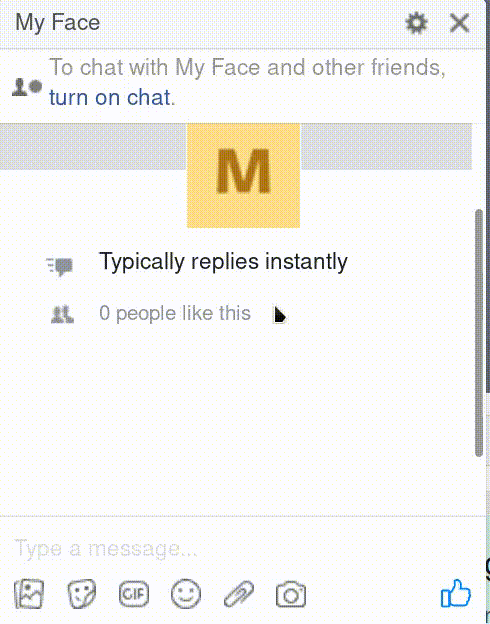 My Face
To chat with My Face and other friends,
turn on chat.
M
Typically replies instantly
0 people like this
Type a message...
GIF